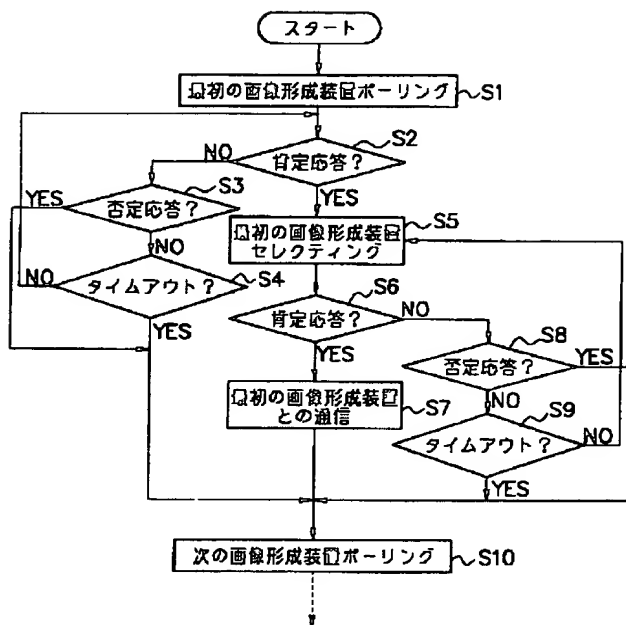 スタート
最初の画像形成装置ポーリング
S1
肯定応答?
S2
NO
YES
否定応答?
S3
YES
NO
タイムアウト?
S4
NO
YES
最初の画像形成装置
セレクティング
S5
肯定応答?
S6
NO
YES
最初の画像形成装置
との通信
S7
否定応答?
S8
YES
NO
タイムアウト?
S9
NO
YES
次の画像形成装置ポーリング
S10